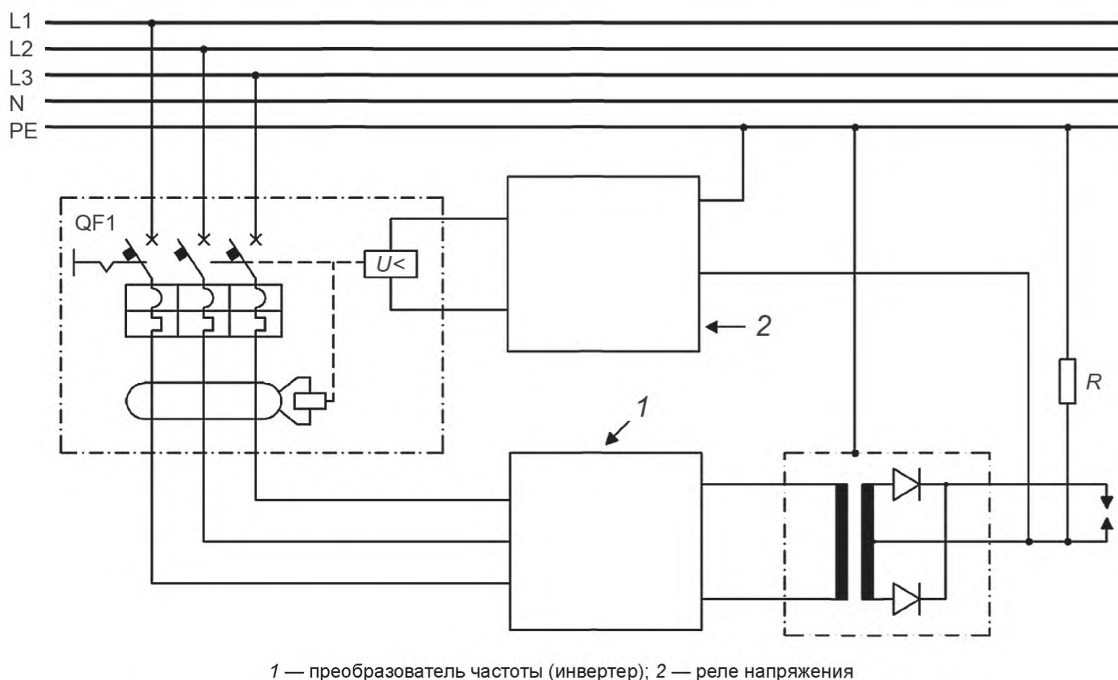 L1
L2
L3
N
PE
QF1
U<
2
R
1
1 — преобразователь частоты (инвертер); 2 — реле напряжения